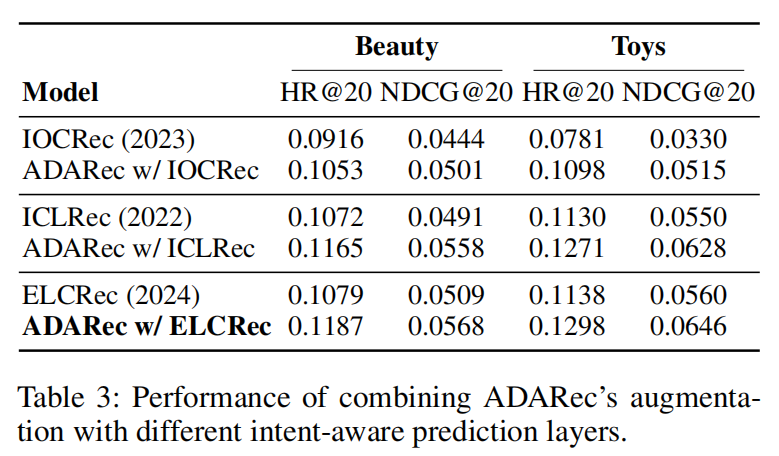 Beauty Toys
Model HR@20 NDCG@20 HR@20 NDCG@20
IOCRec (2023) 0.0916 0.0444 0.0781 0.0330
ADARec w/ IOCRec 0.1053 0.0501 0.1098 0.0515
ICLRec (2022) 0.1072 0.0491 0.1130 0.0550
ADARec w/ ICLRec 0.1165 0.0558 0.1271 0.0628
ELCRec (2024) 0.1079 0.0509 0.1138 0.0560
ADARec w/ ELCRec 0.1187 0.0568 0.1298 0.0646
Table 3: Performance of combining ADARec's augmenta-
tion with different intent-aware prediction layers.